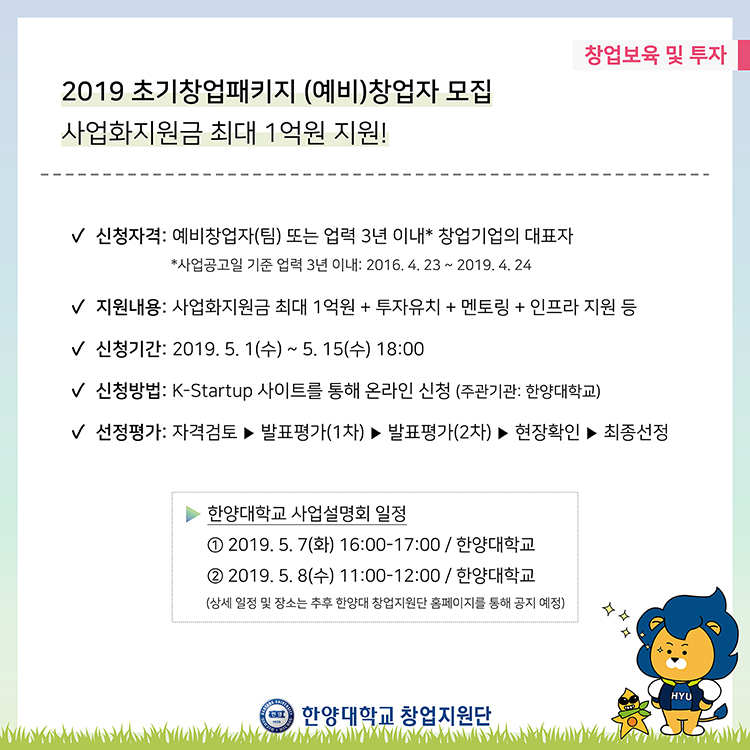 창업보육 및 투자
2019 초기창업패키지 (예비)창업자 모집
사업화지원금 최대 1억원 지원!
✓ 신청자격: 예비창업자(팀) 또는 업력 3년 이내* 창업기업의 대표자
*사업공고일 기준 업력 3년 이내: 2016. 4. 23 ~ 2019. 4. 24
✓ 지원내용: 사업화지원금 최대 1억원 + 투자유치 + 멘토링 + 인프라 지원 등
✓ 신청기간: 2019. 5. 1(수) ~ 5. 15(수) 18:00
✓ 신청방법: K-Startup 사이트를 통해 온라인 신청 (주관기관: 한양대학교)
✓ 선정평가: 자격검토 ▶ 발표평가(1차) ▶ 발표평가(2차) ▶ 현장확인 ▶ 최종선정
▶ 한양대학교 사업설명회 일정
① 2019. 5. 7(화) 16:00-17:00 / 한양대학교
② 2019. 5. 8(수) 11:00-12:00 / 한양대학교
(상세 일정 및 장소는 추후 한양대 창업지원단 홈페이지를 통해 공지 예정)
HYU
한양대학교 창업지원단